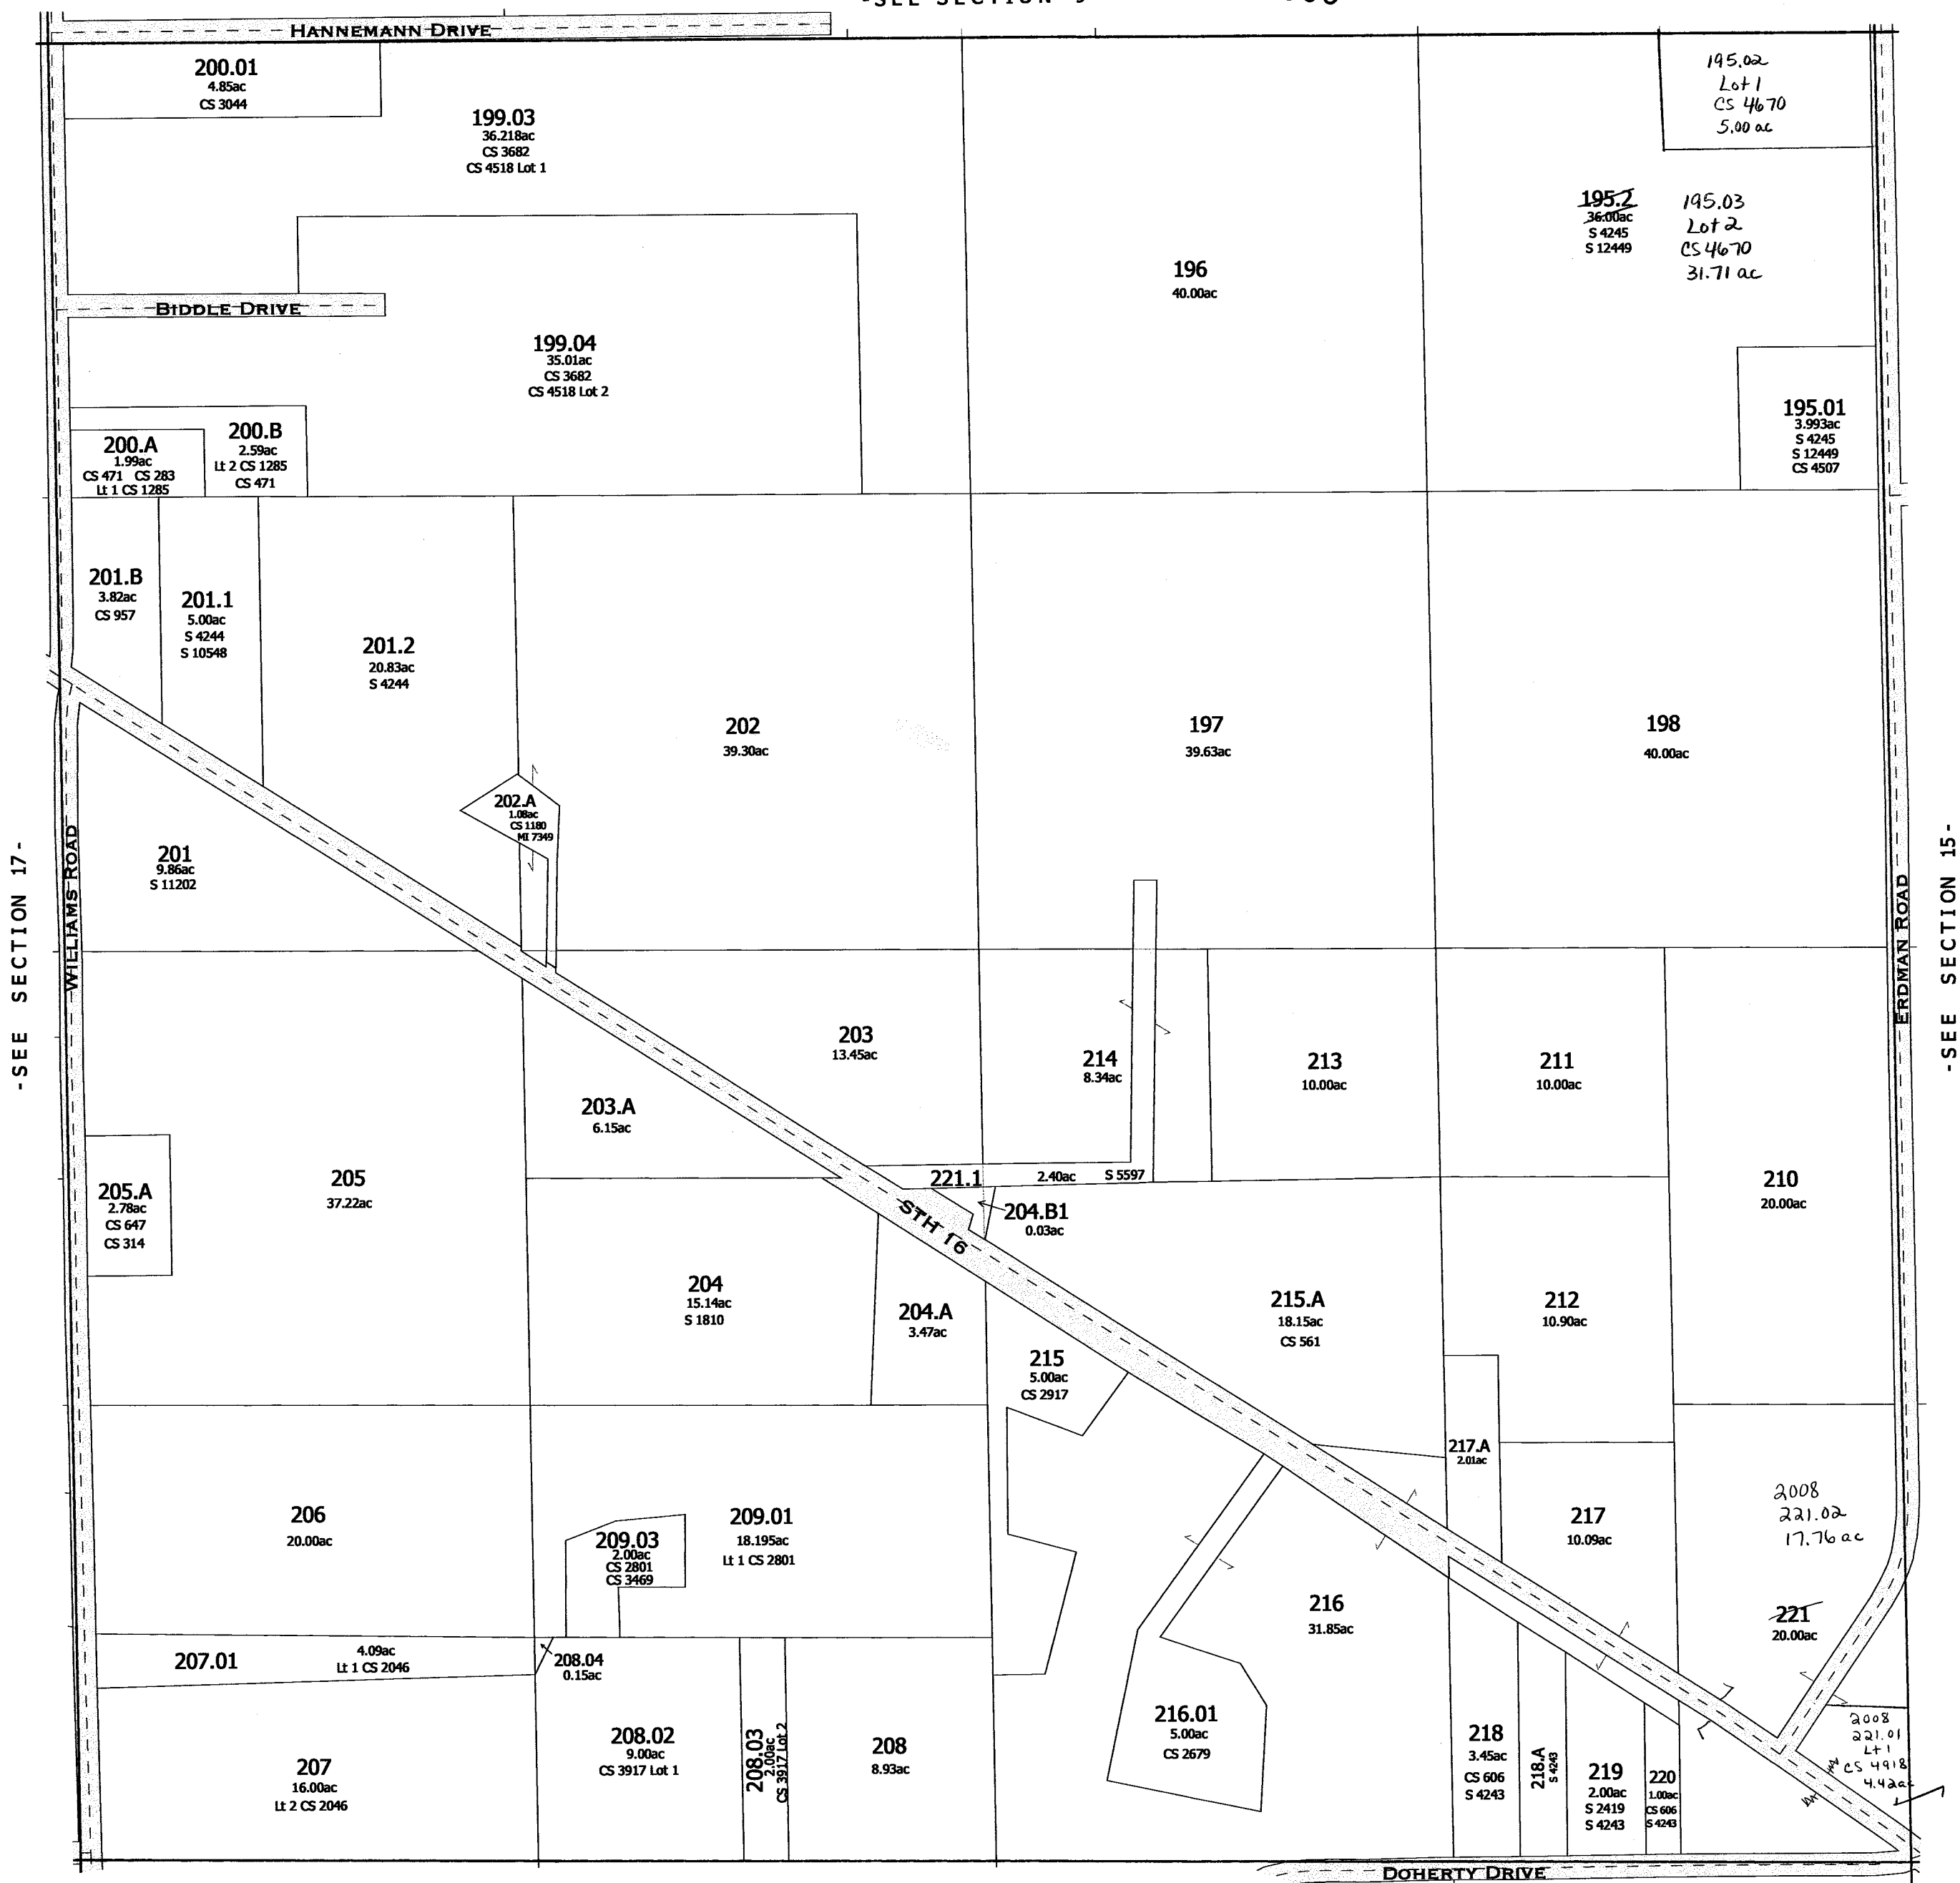 -SEE SECTION 9
HANNEMANN DRIVE
200.01
4.85ac
CS 3044
199.03
36.218ac
CS 3682
CS 4518 Lot 1
195.02
Lot 1
CS 4670
5.00 ac
195.2
36.00ac
S 4245
S 12449
195.03
Lot 2
CS 4670
31.71 ac
196
40.00ac
BIDDLE DRIVE
199.04
35.01ac
CS 3682
CS 4518 Lot 2
195.01
3.993ac
S 4245
S 12449
CS 4507
200.A
1.99ac
CS 471 CS 283
Lt 1 CS 1285
200.B
2.59ac
Lt 2 CS 1285
CS 471
201.B
3.82ac
CS 957
201.1
5.00ac
S 4244
S 10548
201.2
20.83ac
S 4244
202
39.30ac
197
39.63ac
198
40.00ac
202.A
1.08ac
CS 1180
MI 7349
201
9.86ac
S 11202
-SEE SECTION 17-
WILLIAMS ROAD
ERDMAN ROAD
-SEE SECTION 15-
203
13.45ac
214
8.34ac
213
10.00ac
211
10.00ac
203.A
6.15ac
205
37.22ac
205.A
2.78ac
CS 647
CS 314
221.1
2.40ac
S 5597
210
20.00ac
204.B1
0.03ac
STH 16
204
15.14ac
S 1810
204.A
3.47ac
215.A
18.15ac
CS 561
212
10.90ac
215
5.00ac
CS 2917
217.A
2.01ac
206
20.00ac
209.03
2.00ac
CS 2801
CS 3469
209.01
18.195ac
Lt 1 CS 2801
217
10.09ac
2008
221.02
17.76 ac
221
20.00ac
216
31.85ac
207.01
4.09ac
Lt 1 CS 2046
208.04
0.15ac
207
16.00ac
Lt 2 CS 2046
208.02
9.00ac
CS 3917 Lot 1
208.03
2.00ac
CS 3917 Lot 2
208
8.93ac
216.01
5.00ac
CS 2679
218
3.45ac
CS 606
S 4243
218.A
S 4243
219
2.00ac
S 2419
S 4243
220
1.00ac
CS 606
S 4243
2008
221.01
Lt 1
CS 4918
4.42ac
DOHERTY DRIVE